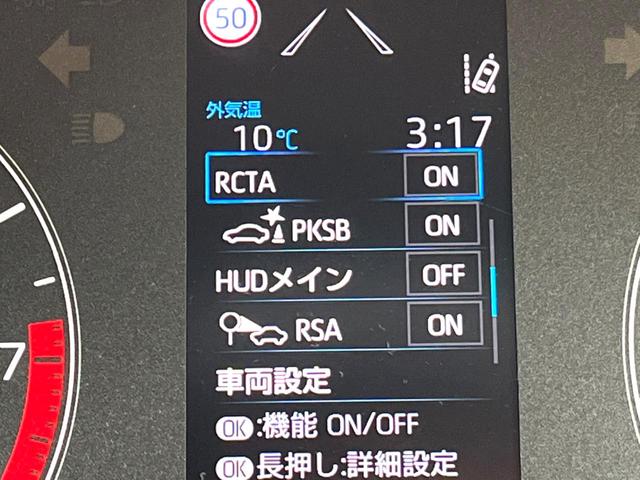 50
外気温
10℃ 3:17
RCTA ON
PKSB ON
HUDメイン OFF
RSA ON
7
車両設定
OK:機能 ON/OFF
OK長押し:詳細設定